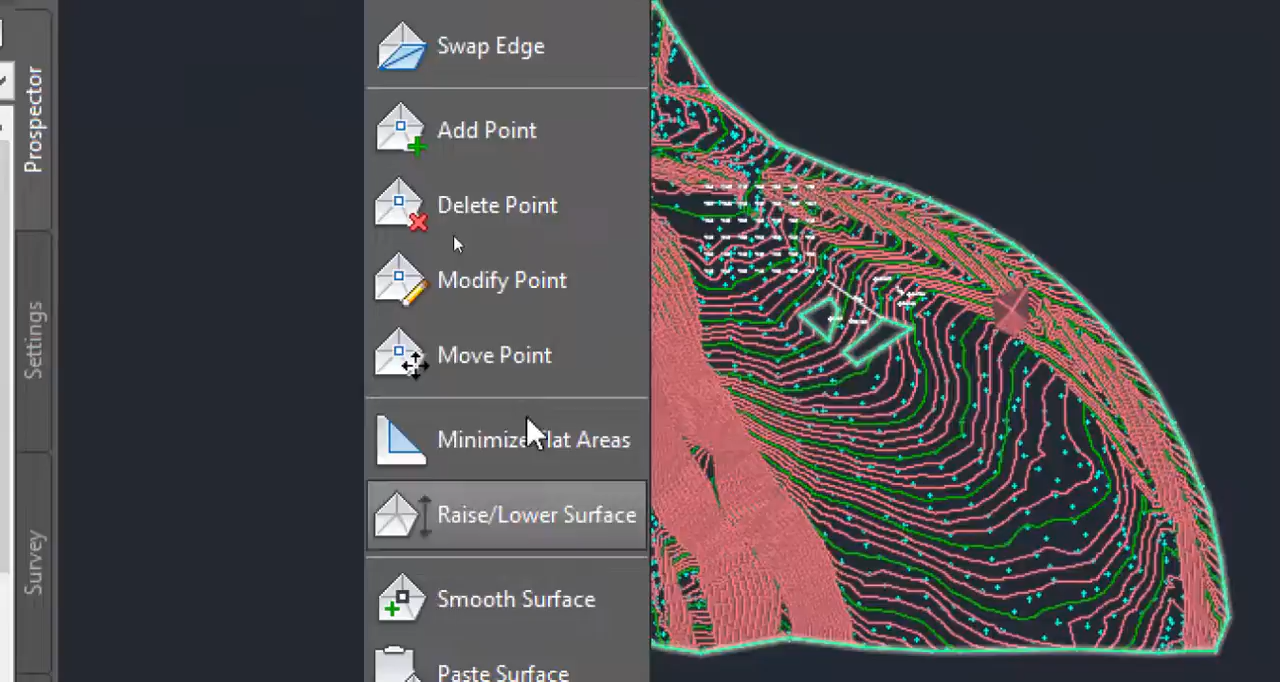 Prospector
Settings
Survey
Swap Edge
Add Point
Delete Point
Modify Point
Move Point
Minimize Flat Areas
Raise/Lower Surface
Smooth Surface
Paste Surface